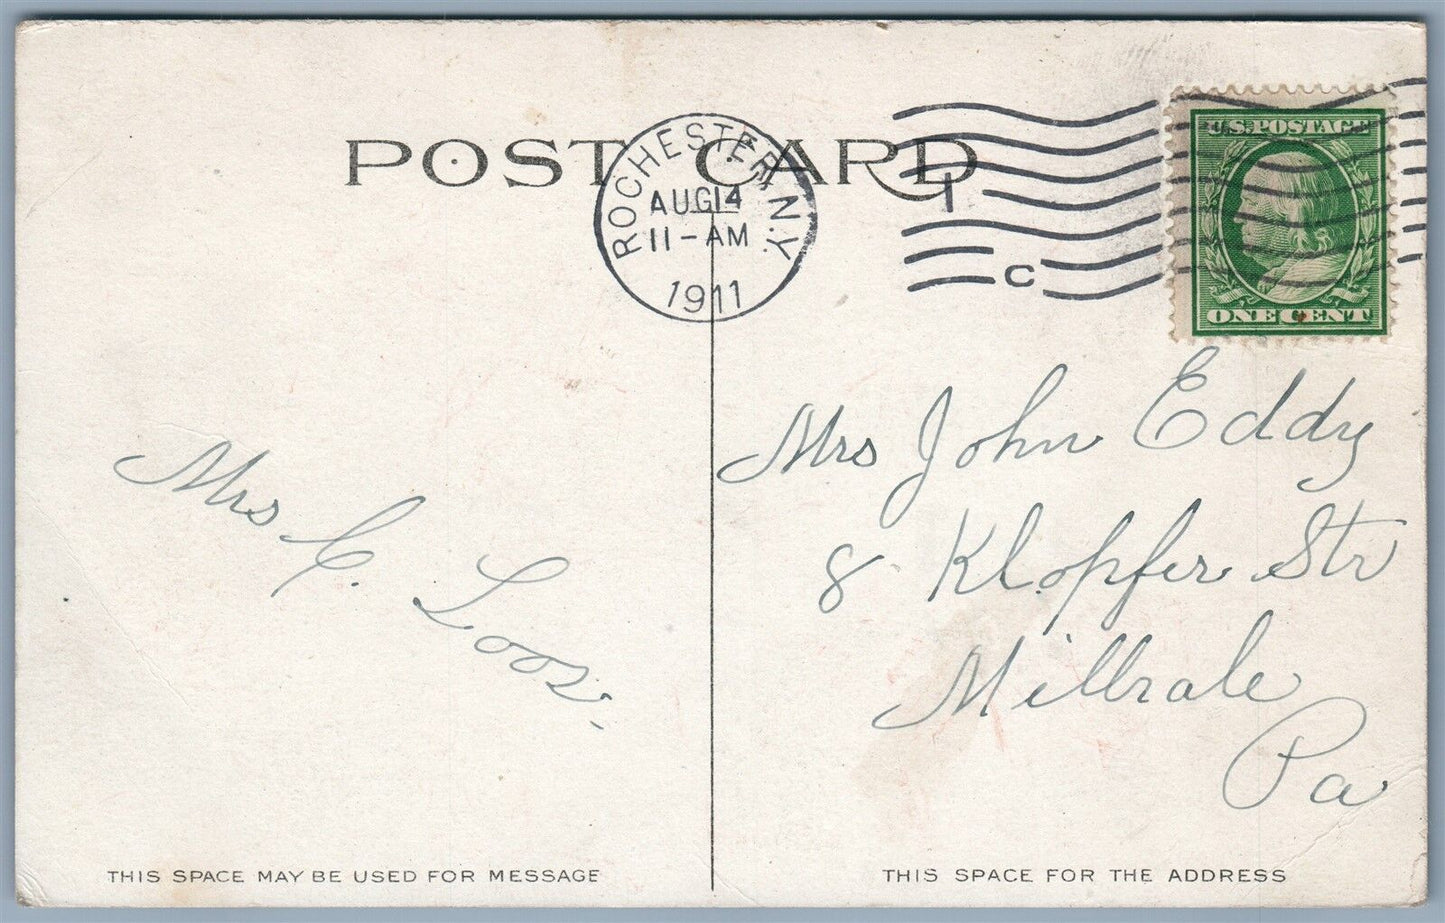 POST CARD
ROCHESTER, N.Y.
AUG 14
11-AM
1911
1
C
U.S. POSTAGE
ONE CENT
Mrs C. Loos.
Mrs John Eddy
8 Klopfer Str
Millvale
Pa
THIS SPACE MAY BE USED FOR MESSAGE
THIS SPACE FOR THE ADDRESS